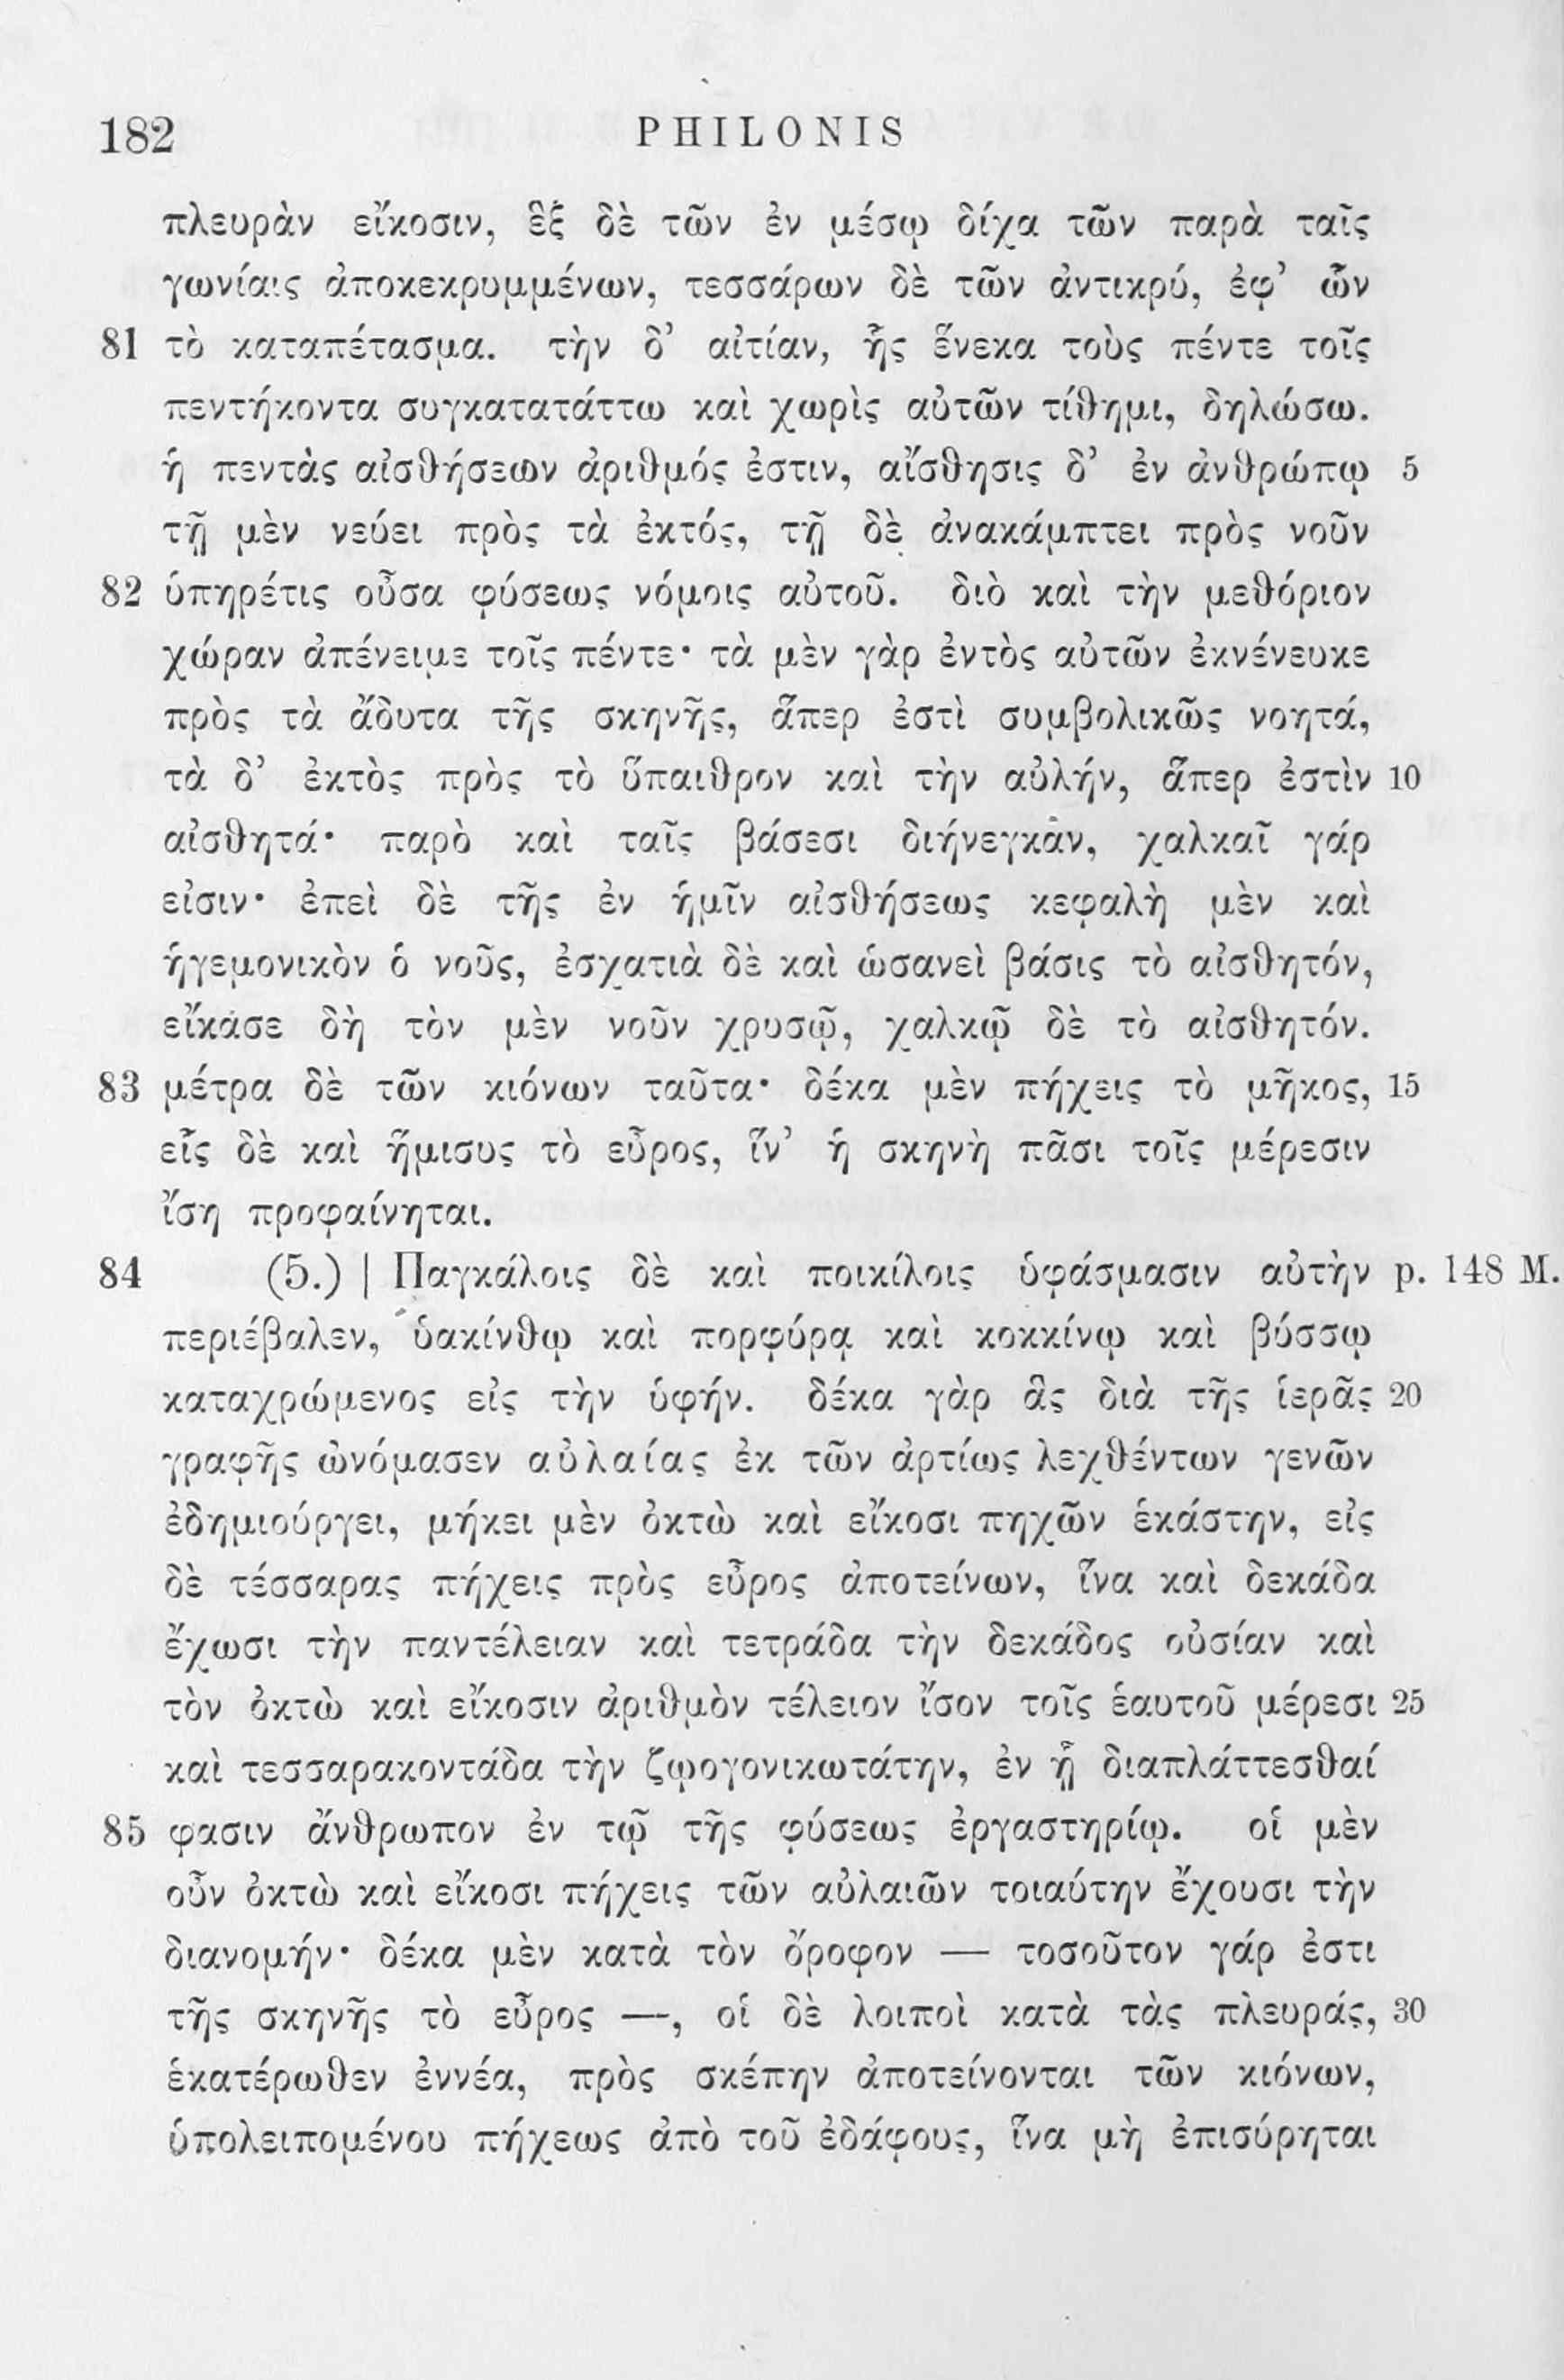 182 PHILONIS
πλευρὰν εἴκοσιν, ἓξ δὲ τῶν ἐν μέσῳ δίχα τῶν παρὰ ταῖς
γωνίαις ἀποκεκρυμμένων, τεσσάρων δὲ τῶν ἀντικρύ, ἐφ’ ὧν
81 τὸ καταπέτασμα. τὴν δ’ αἰτίαν, ἧς ἕνεκα τοὺς πέντε τοῖς
πεντήκοντα συγκατατάττω καὶ χωρὶς αὐτῶν τίθημι, δηλώσω.
ἡ πεντὰς αἰσθήσεων ἀριθμός ἐστιν, αἴσθησις δ’ ἐν ἀνθρώπῳ 5
τῇ μὲν νεύει πρὸς τὰ ἐκτός, τῇ δὲ ἀνακάμπτει πρὸς νοῦν
82 ὑπηρέτις οὖσα φύσεως νόμοις αὐτοῦ. διὸ καὶ τὴν μεθόριον
χώραν ἀπένειμε τοῖς πέντε· τὰ μὲν γὰρ ἐντὸς αὐτῶν ἐκνένευκε
πρὸς τὰ ἄδυτα τῆς σκηνῆς, ἅπερ ἐστὶ συμβολικῶς νοητά,
τὰ δ’ ἐκτὸς πρὸς τὸ ὕπαιθρον καὶ τὴν αὐλήν, ἅπερ ἐστὶν 10
αἰσθητά· παρὸ καὶ ταῖς βάσεσι διήνεγκαν, χαλκαῖ γάρ
εἰσιν· ἐπεὶ δὲ τῆς ἐν ἡμῖν αἰσθήσεως κεφαλὴ μὲν καὶ
ἡγεμονικὸν ὁ νοῦς, ἐσχατιὰ δὲ καὶ ὡσανεὶ βάσις τὸ αἰσθητόν,
εἴκασε δὴ τὸν μὲν νοῦν χρυσῷ, χαλκῷ δὲ τὸ αἰσθητόν.
83 μέτρα δὲ τῶν κιόνων ταῦτα· δέκα μὲν πήχεις τὸ μῆκος, 15
εἷς δὲ καὶ ἥμισυς τὸ εὖρος, ἵν’ ἡ σκηνὴ πᾶσι τοῖς μέρεσιν
ἴση προφαίνηται.
84 (5.) | Παγκάλοις δὲ καὶ ποικίλοις ὑφάσμασιν αὐτὴν p. 148 M.
περιέβαλεν, ὑακίνθῳ καὶ πορφύρᾳ καὶ κοκκίνῳ καὶ βύσσῳ
καταχρώμενος εἰς τὴν ὑφήν. δέκα γὰρ ἃς διὰ τῆς ἱερᾶς 20
γραφῆς ὠνόμασεν αὐλαίας ἐκ τῶν ἀρτίως λεχθέντων γενῶν
ἐδημιούργει, μήκει μὲν ὀκτὼ καὶ εἴκοσι πηχῶν ἑκάστην, εἰς
δὲ τέσσαρας πήχεις πρὸς εὖρος ἀποτείνων, ἵνα καὶ δεκάδα
ἔχωσι τὴν παντέλειαν καὶ τετράδα τὴν δεκάδος οὐσίαν καὶ
τὸν ὀκτὼ καὶ εἴκοσιν ἀριθμὸν τέλειον ἴσον τοῖς ἑαυτοῦ μέρεσι 25
καὶ τεσσαρακοντάδα τὴν ζῳογονικωτάτην, ἐν ᾗ διαπλάττεσθαί
85 φασιν ἄνθρωπον ἐν τῷ τῆς φύσεως ἐργαστηρίῳ. οἱ μὲν
οὖν ὀκτὼ καὶ εἴκοσι πήχεις τῶν αὐλαιῶν τοιαύτην ἔχουσι τὴν
διανομήν· δέκα μὲν κατὰ τὸν ὄροφον — τοσοῦτον γάρ ἐστι
τῆς σκηνῆς τὸ εὖρος —, οἱ δὲ λοιποὶ κατὰ τὰς πλευράς, 30
ἑκατέρωθεν ἐννέα, πρὸς σκέπην ἀποτείνονται τῶν κιόνων,
ὑπολειπομένου πήχεως ἀπὸ τοῦ ἐδάφους, ἵνα μὴ ἐπισύρηται